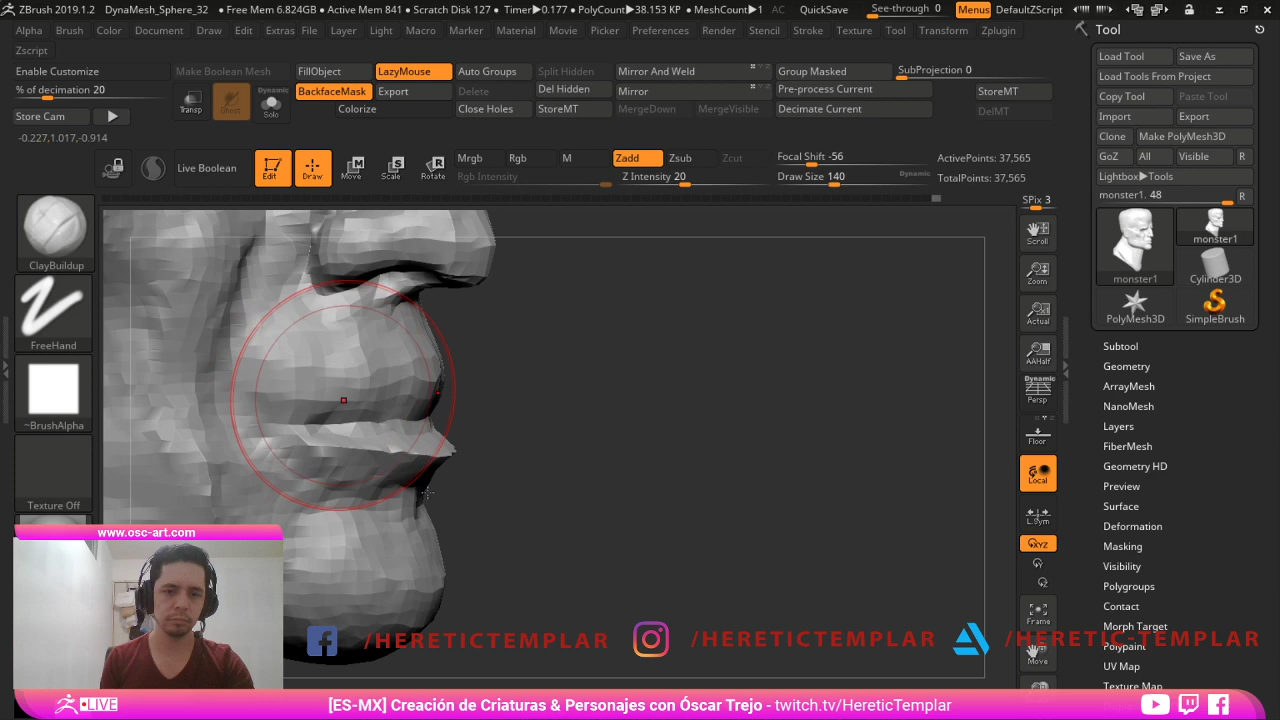 ZBrush 2019.1.2 DynaMesh_Sphere_32 • Free Mem 6.824GB • Active Mem 841 • Scratch Disk 127 • Timer▶0.177 • PolyCount▶38.153 KP • MeshCount▶1 AC QuickSave See-through 0 Menus DefaultZScript
Alpha Brush Color Document Draw Edit Extras File Layer Light Macro Marker Material Movie Picker Preferences Render Stencil Stroke Texture Tool Transform Zplugin
Zscript
Enable Customize
% of decimation 20
Store Cam
-0.227,1.017,-0.914
Make Boolean Mesh
Transp
Ghost
Dynamic
Solo
FillObject LazyMouse Auto Groups Split Hidden Mirror And Weld Group Masked SubProjection 0
BackfaceMask Export Delete Del Hidden Mirror Pre-process Current StoreMT
Colorize Close Holes StoreMT MergeDown MergeVisible Decimate Current DelMT
Live Boolean
Edit
Draw
Move
Scale
Rotate
Mrgb Rgb M Zadd Zsub Zcut Focal Shift -56 ActivePoints: 37,565
Rgb Intensity Z Intensity 20 Draw Size 140 Dynamic TotalPoints: 37,565
ClayBuildup
FreeHand
~BrushAlpha
Texture Off
SPix 3
Scroll
Zoom
Actual
AAHalf
Dynamic
Persp
Floor
Local
L.Sym
XYZ
Frame
Move
Tool
Load Tool Save As
Load Tools From Project
Copy Tool Paste Tool
Import Export
Clone Make PolyMesh3D
GoZ All Visible R
Lightbox▶Tools
monster1. 48 R
monster1
monster1
Cylinder3D
PolyMesh3D
SimpleBrush
Subtool
Geometry
ArrayMesh
NanoMesh
Layers
FiberMesh
Geometry HD
Preview
Surface
Deformation
Masking
Visibility
Polygroups
Contact
Morph Target
Polypaint
UV Map
Texture Map
www.osc-art.com
/HERETICTEMPLAR /HERETICTEMPLAR /HERETIC-TEMPLAR
LIVE
[ES-MX] Creación de Criaturas & Personajes con Óscar Trejo - twitch.tv/HereticTemplar